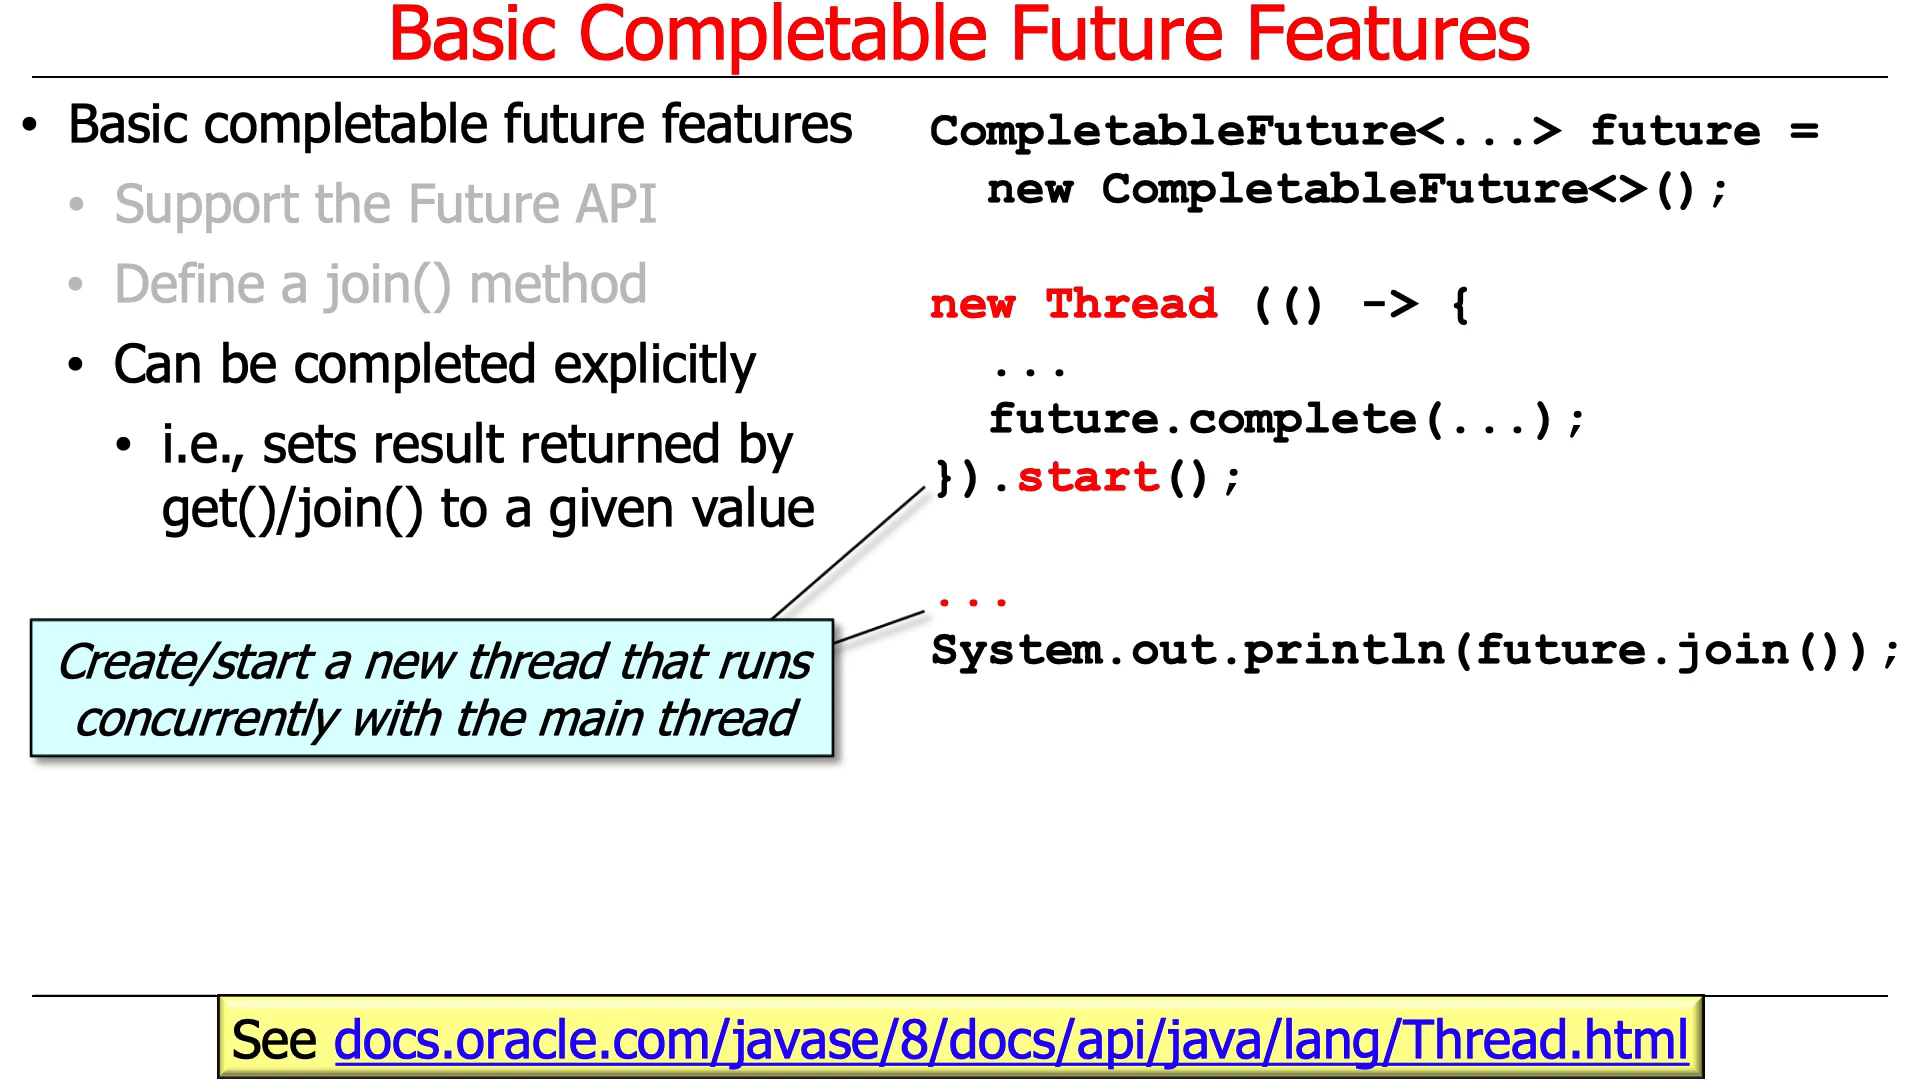 Basic Completable Future Features
• Basic completable future features
• Support the Future API
• Define a join() method
• Can be completed explicitly
• i.e., sets result returned by
get()/join() to a given value
CompletableFuture<...> future =
new CompletableFuture<>();
new Thread (() -> {
...
future.complete(...);
}).start();
...
System.out.println(future.join());
Create/start a new thread that runs
concurrently with the main thread
See docs.oracle.com/javase/8/docs/api/java/lang/Thread.html